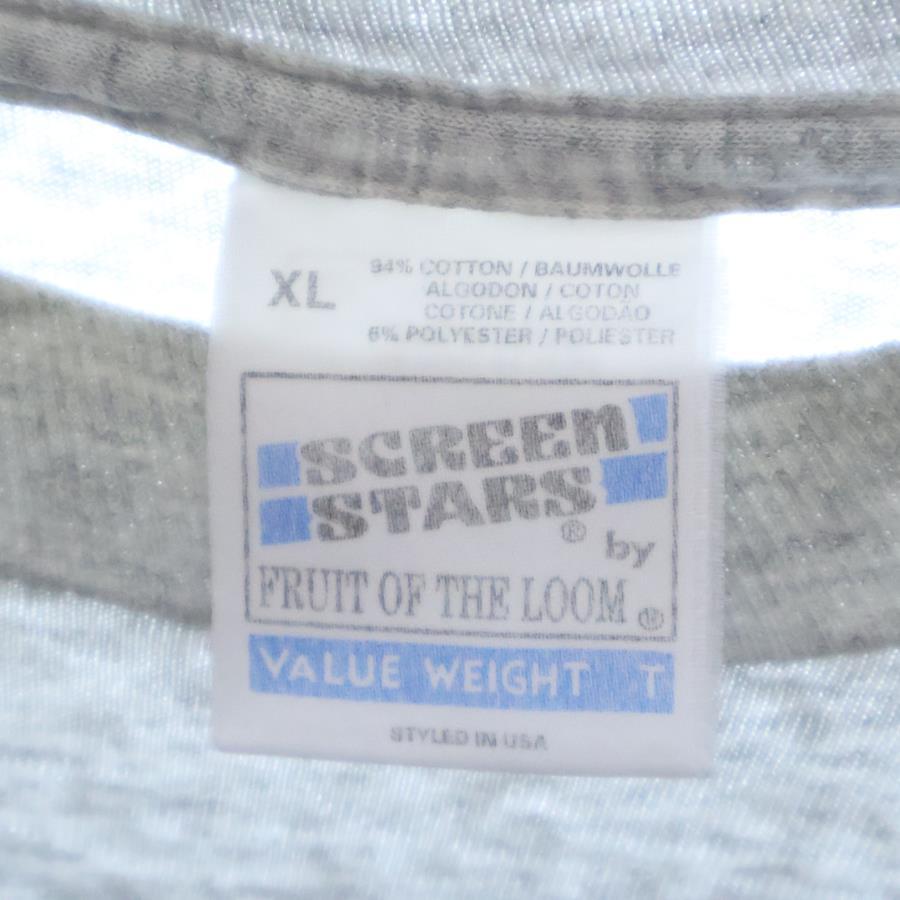 XL
94% COTTON / BAUMWOLLE
ALGODON / COTON
COTONE / ALGODÃO
6% POLYESTER / POLIESTER
SCREEN
STARS®
by
FRUIT OF THE LOOM®
VALUE WEIGHT T
STYLED IN USA